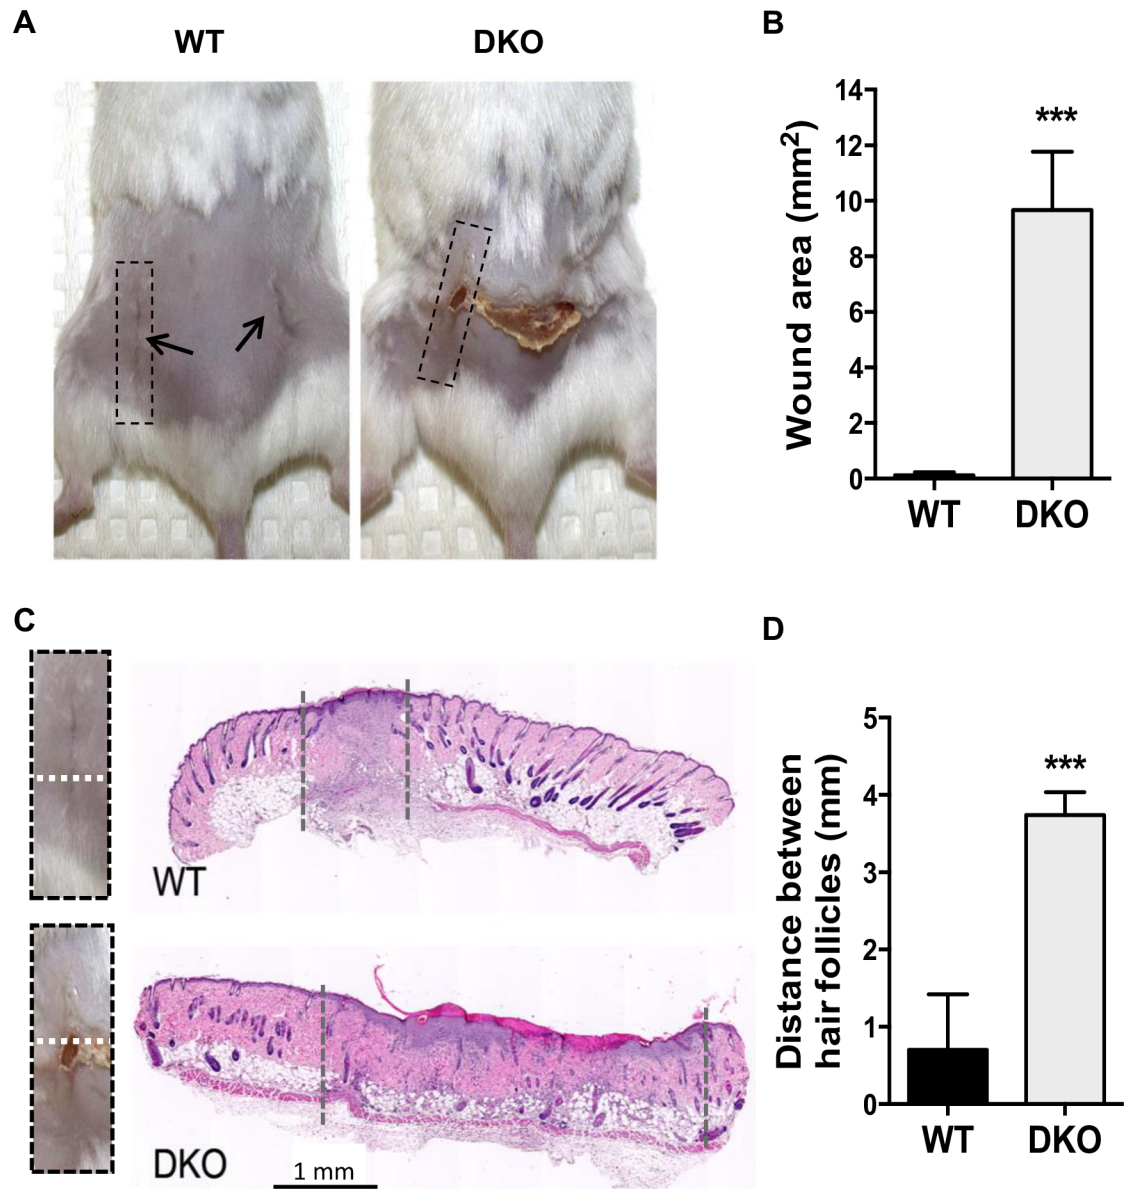 A
WT
DKO
B
Wound area (mm2)
14
12
10
8
6
4
2
0
***
WT
DKO
C
WT
DKO
1 mm
D
Distance between
hair follicles (mm)
5
4
3
2
1
0
***
WT
DKO